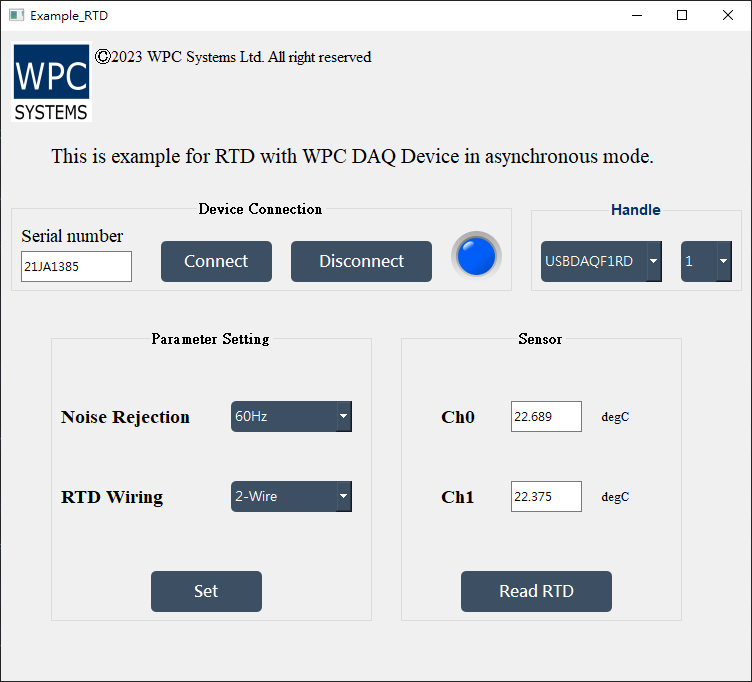 Example_RTD
WPC
SYSTEMS
©2023 WPC Systems Ltd. All right reserved
This is example for RTD with WPC DAQ Device in asynchronous mode.
Device Connection
Serial number
21JA1385
Connect
Disconnect
Handle
USBDAQF1RD
1
Parameter Setting
Noise Rejection
60Hz
RTD Wiring
2-Wire
Set
Sensor
Ch0
22.689
degC
Ch1
22.375
degC
Read RTD